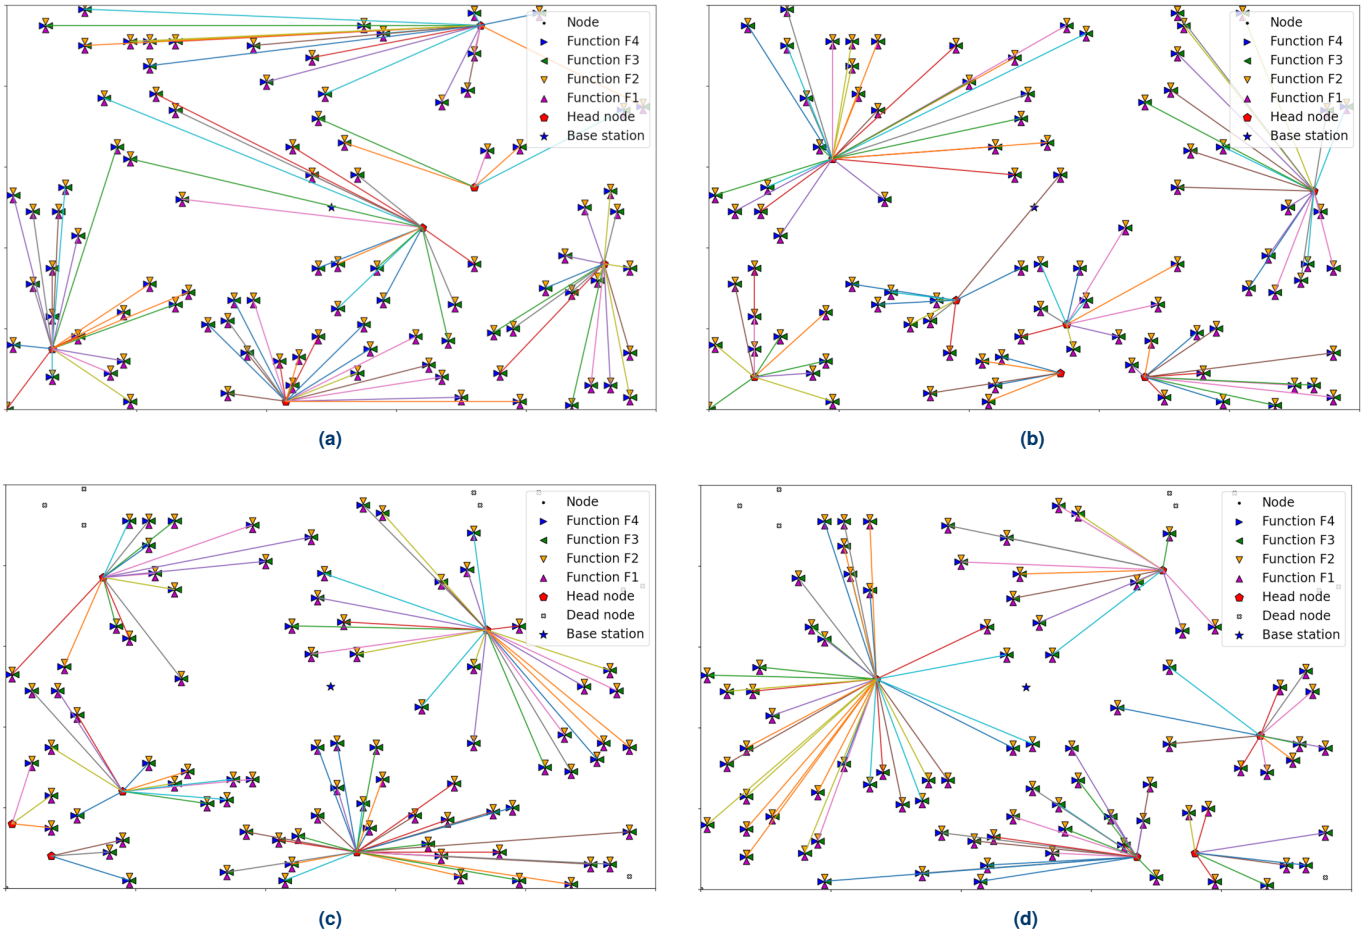 Node
Function F4
Function F3
Function F2
Function F1
Head node
Base station
(a)
Node
Function F4
Function F3
Function F2
Function F1
Head node
Base station
(b)
Node
Function F4
Function F3
Function F2
Function F1
Head node
Dead node
Base station
(c)
Node
Function F4
Function F3
Function F2
Function F1
Head node
Dead node
Base station
(d)